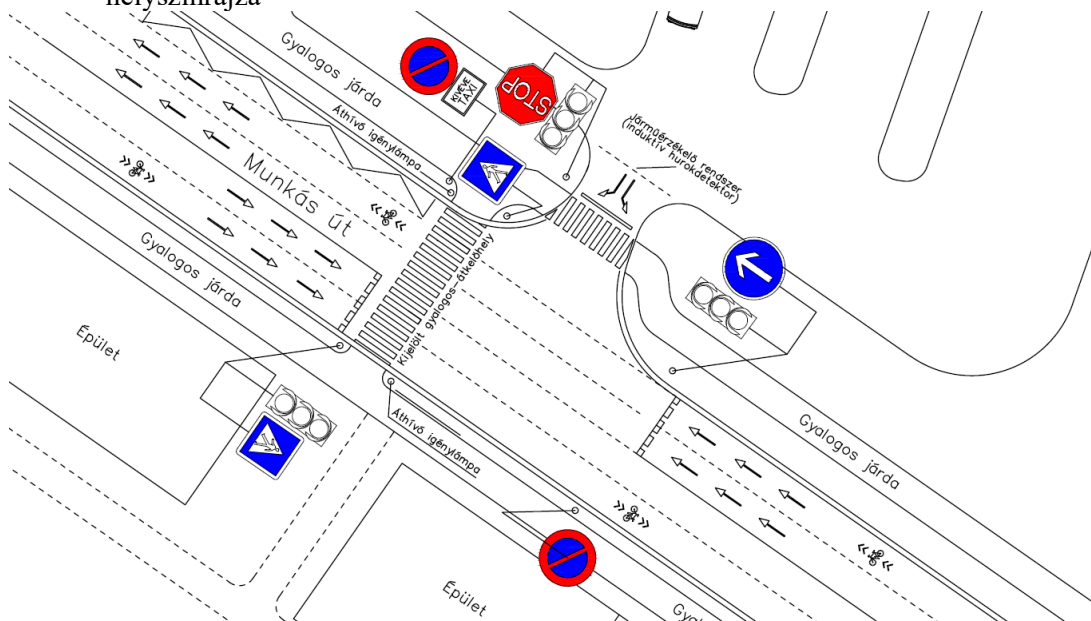 helyszínrajza
Gyalogos járda
Áthívó igénylámpa
KIVÉVE
TAXI
STOP
Járműérzékelő rendszer
(induktív hurokdetektor)
Munkás út
Gyalogos járda
Kijelölt gyalogos-átkelőhely
Épület
Áthívó igénylámpa
Gyalogos járda
Épület
Gyal